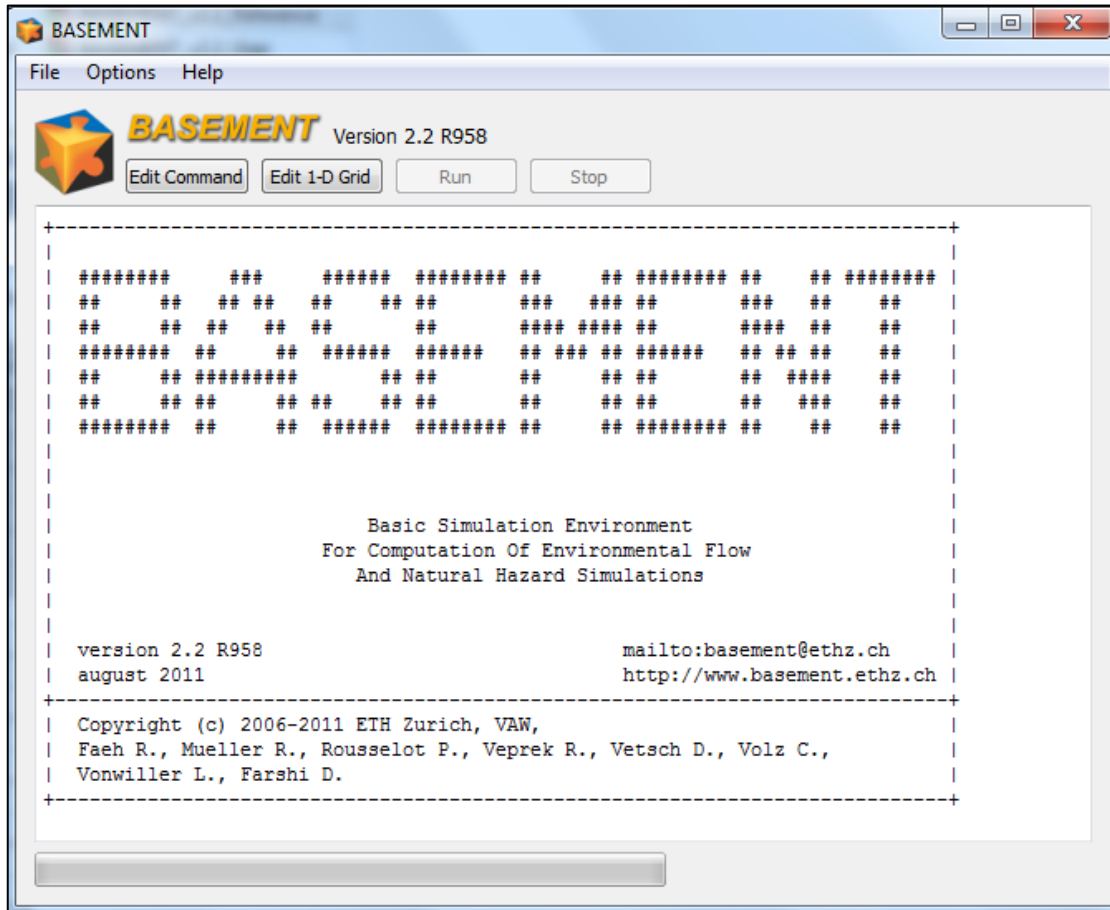 BASEMENT
File Options Help
BASEMENT Version 2.2 R958
Edit Command Edit 1-D Grid Run Stop
BASEMENT
Basic Simulation Environment
For Computation Of Environmental Flow
And Natural Hazard Simulations
version 2.2 R958 mailto:basement@ethz.ch
august 2011 http://www.basement.ethz.ch
Copyright (c) 2006-2011 ETH Zurich, VAW,
Faeh R., Mueller R., Rousselot P., Veprek R., Vetsch D., Volz C.,
Vonwiller L., Farshi D.